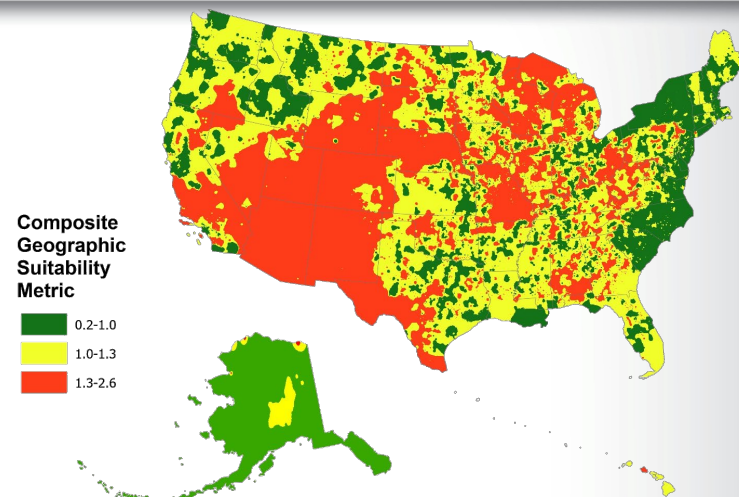 Composite
Geographic
Suitability
Metric
0.2-1.0
1.0-1.3
1.3-2.6